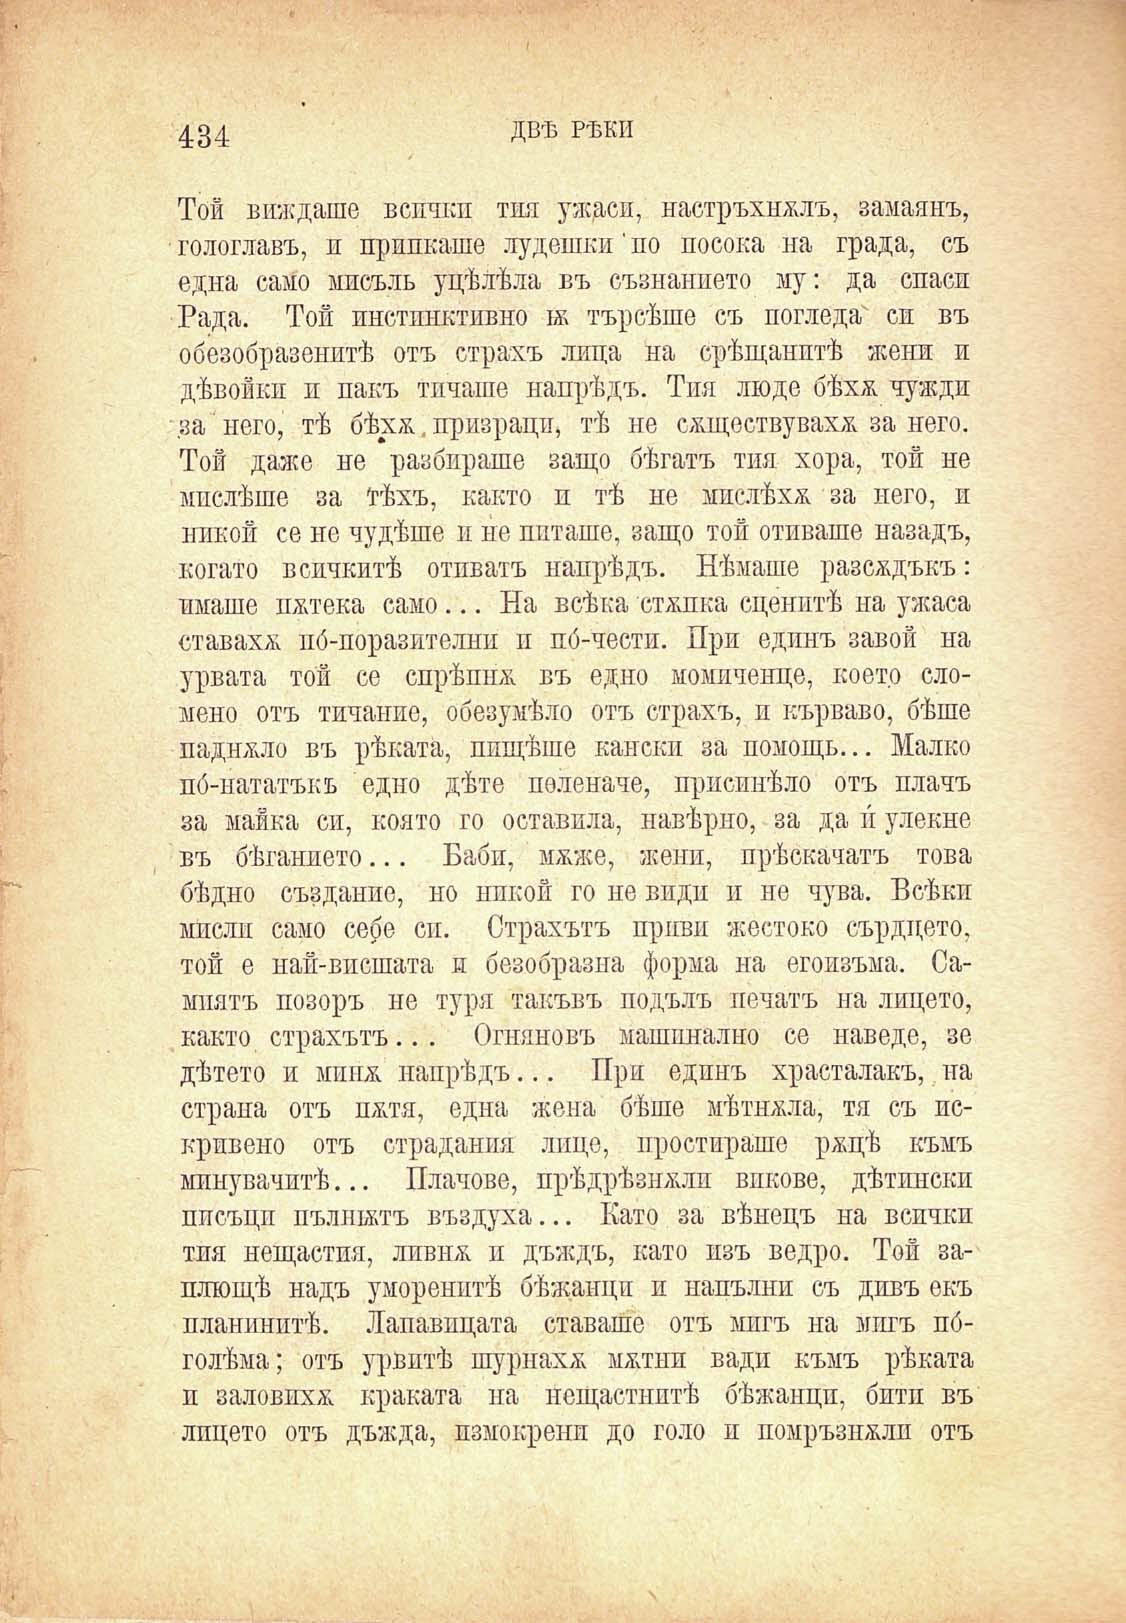 434
ДВѢ РѢКИ
Той виждаше всички тия ужаси, настръхнѫлъ, замаянъ,
гологлавъ, и припкаше лудешки по посока на града, съ
една само мисъль уцѣлѣла въ съзнанието му: да спаси
Рада. Той инстинктивно ѭ търсѣше съ погледа си въ
обезобразенитѣ отъ страхъ лица на срѣщанитѣ жени и
дѣвойки и пакъ тичаше напрѣдъ. Тия люде бѣхѫ чужди
за него, тѣ бѣхѫ призраци, тѣ не сѫществувахѫ за него.
Той даже не разбираше защо бѣгатъ тия хора, той не
мислѣше за тѣхъ, както и тѣ не мислѣхѫ за него, и
никой се не чудѣше и не питаше, защо той отиваше назадъ,
когато всичкитѣ отиватъ напрѣдъ. Нѣмаше разсѫдъкъ:
имаше пѫтека само... На всѣка стѫпка сценитѣ на ужаса
ставахѫ по́-поразителни и по́-чести. При единъ завой на
урвата той се спрѣпнѫ въ едно момиченце, което сло-
мено отъ тичание, обезумѣло отъ страхъ, и кърваво, бѣше
паднѫло въ рѣката, пищѣше кански за помощь... Малко
по́-нататъкъ едно дѣте пеленаче, присинѣло отъ плачъ
за майка си, която го оставила, навѣрно, за да ѝ улекне
въ бѣганието... Баби, мѫже, жени, прѣскачатъ това
бѣдно създание, но никой го не види и не чува. Всѣки
мисли само себе си. Страхътъ приви жестоко сърдцето,
той е най-висшата и безобразна форма на егоизъма. Са-
миятъ позоръ не туря такъвъ подълъ печатъ на лицето,
както страхътъ... Огняновъ машинално се наведе, зе
дѣтето и минѫ напрѣдъ... При единъ храсталакъ, на
страна отъ пѫтя, една жена бѣше мѣтнѫла, тя съ ис-
кривено отъ страдания лице, простираше рѫцѣ къмъ
минувачитѣ... Плачове, прѣдрѣзнѫли викове, дѣтински
писъци пълнѭтъ въздуха... Като за вѣнецъ на всички
тия нещастия, ливнѫ и дъждъ, като изъ ведро. Той за-
плющѣ надъ уморенитѣ бѣжанци и напълни съ дивъ екъ
планинитѣ. Лапавицата ставаше отъ мигъ на мигъ по́-
голѣма; отъ урвитѣ шурнахѫ мѫтни вади къмъ рѣката
и заловихѫ краката на нещастнитѣ бѣжанци, бити въ
лицето отъ дъжда, измокрени до голо и помръзнѫли отъ